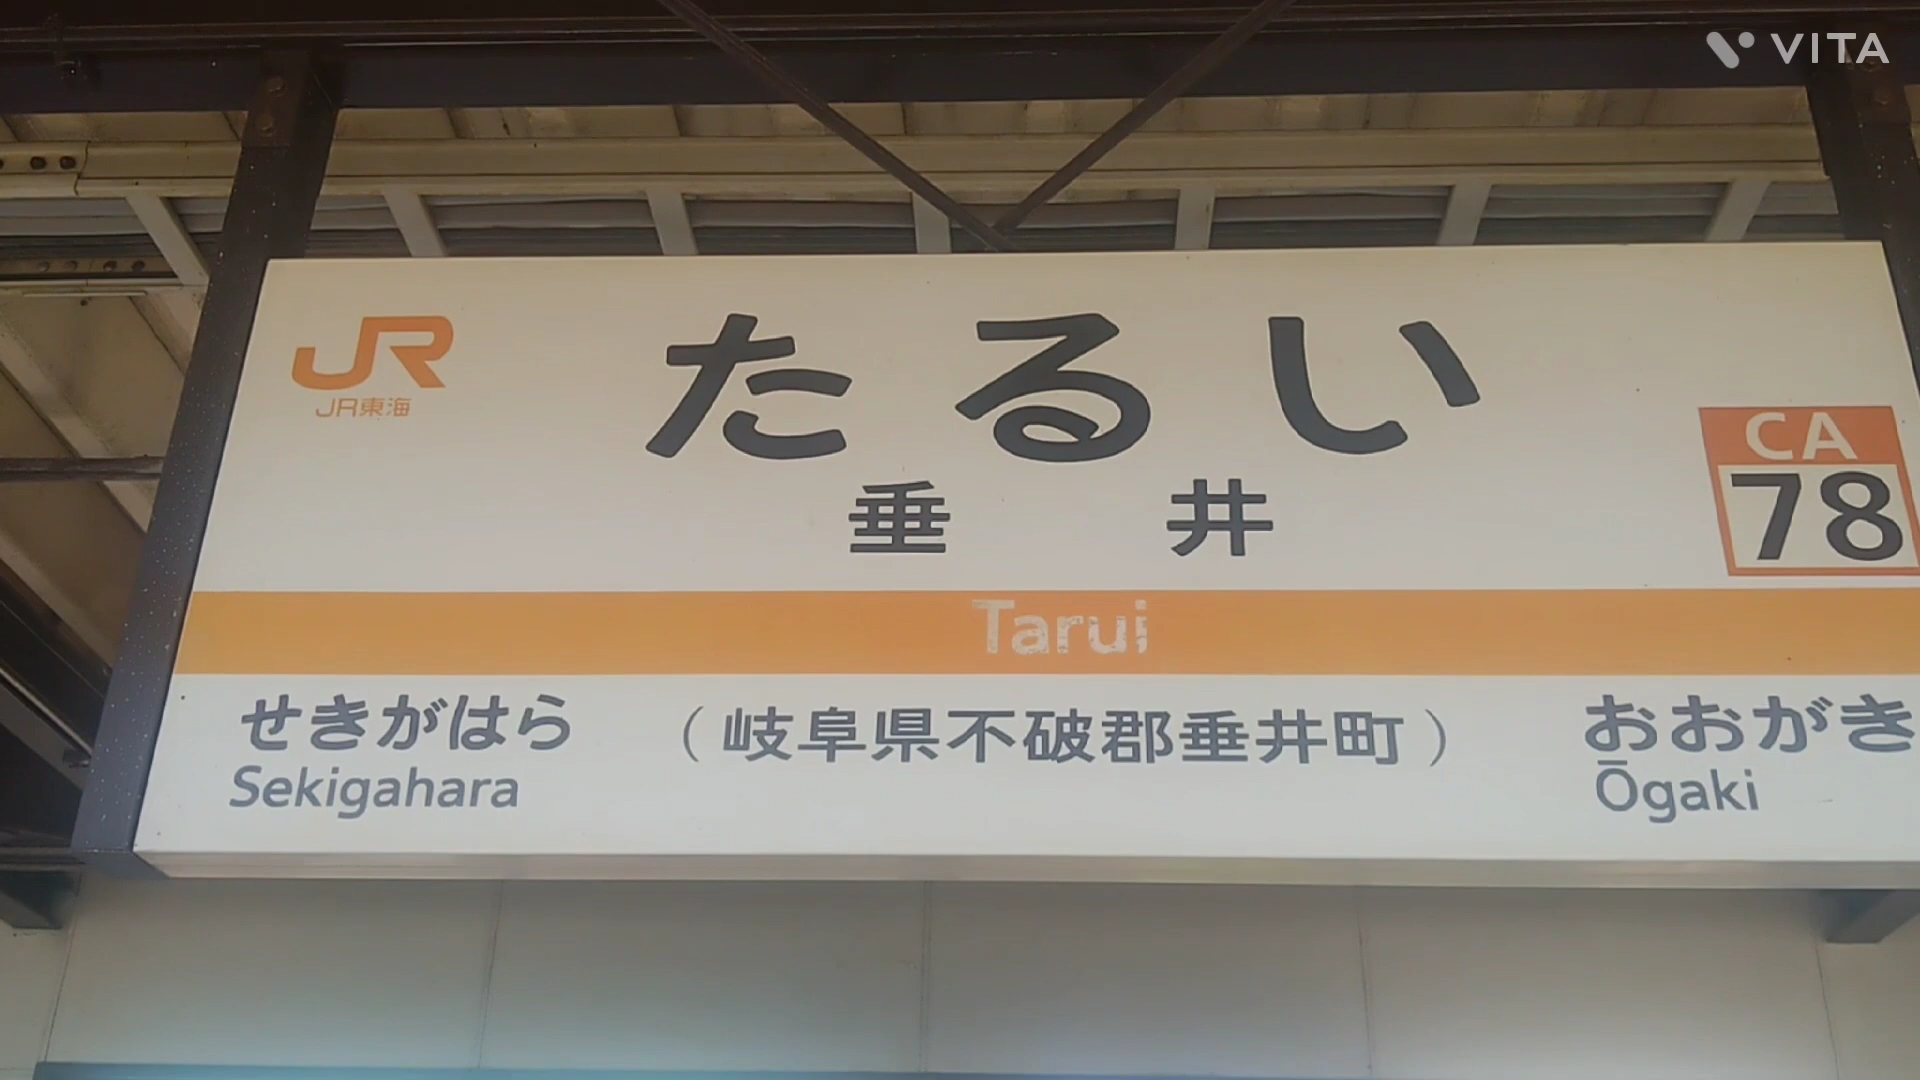 VITA
JR
JR東海
たるい
垂井
CA
78
Tarui
せきがはら
Sekigahara
（岐阜県不破郡垂井町）
おおがき
Ōgaki